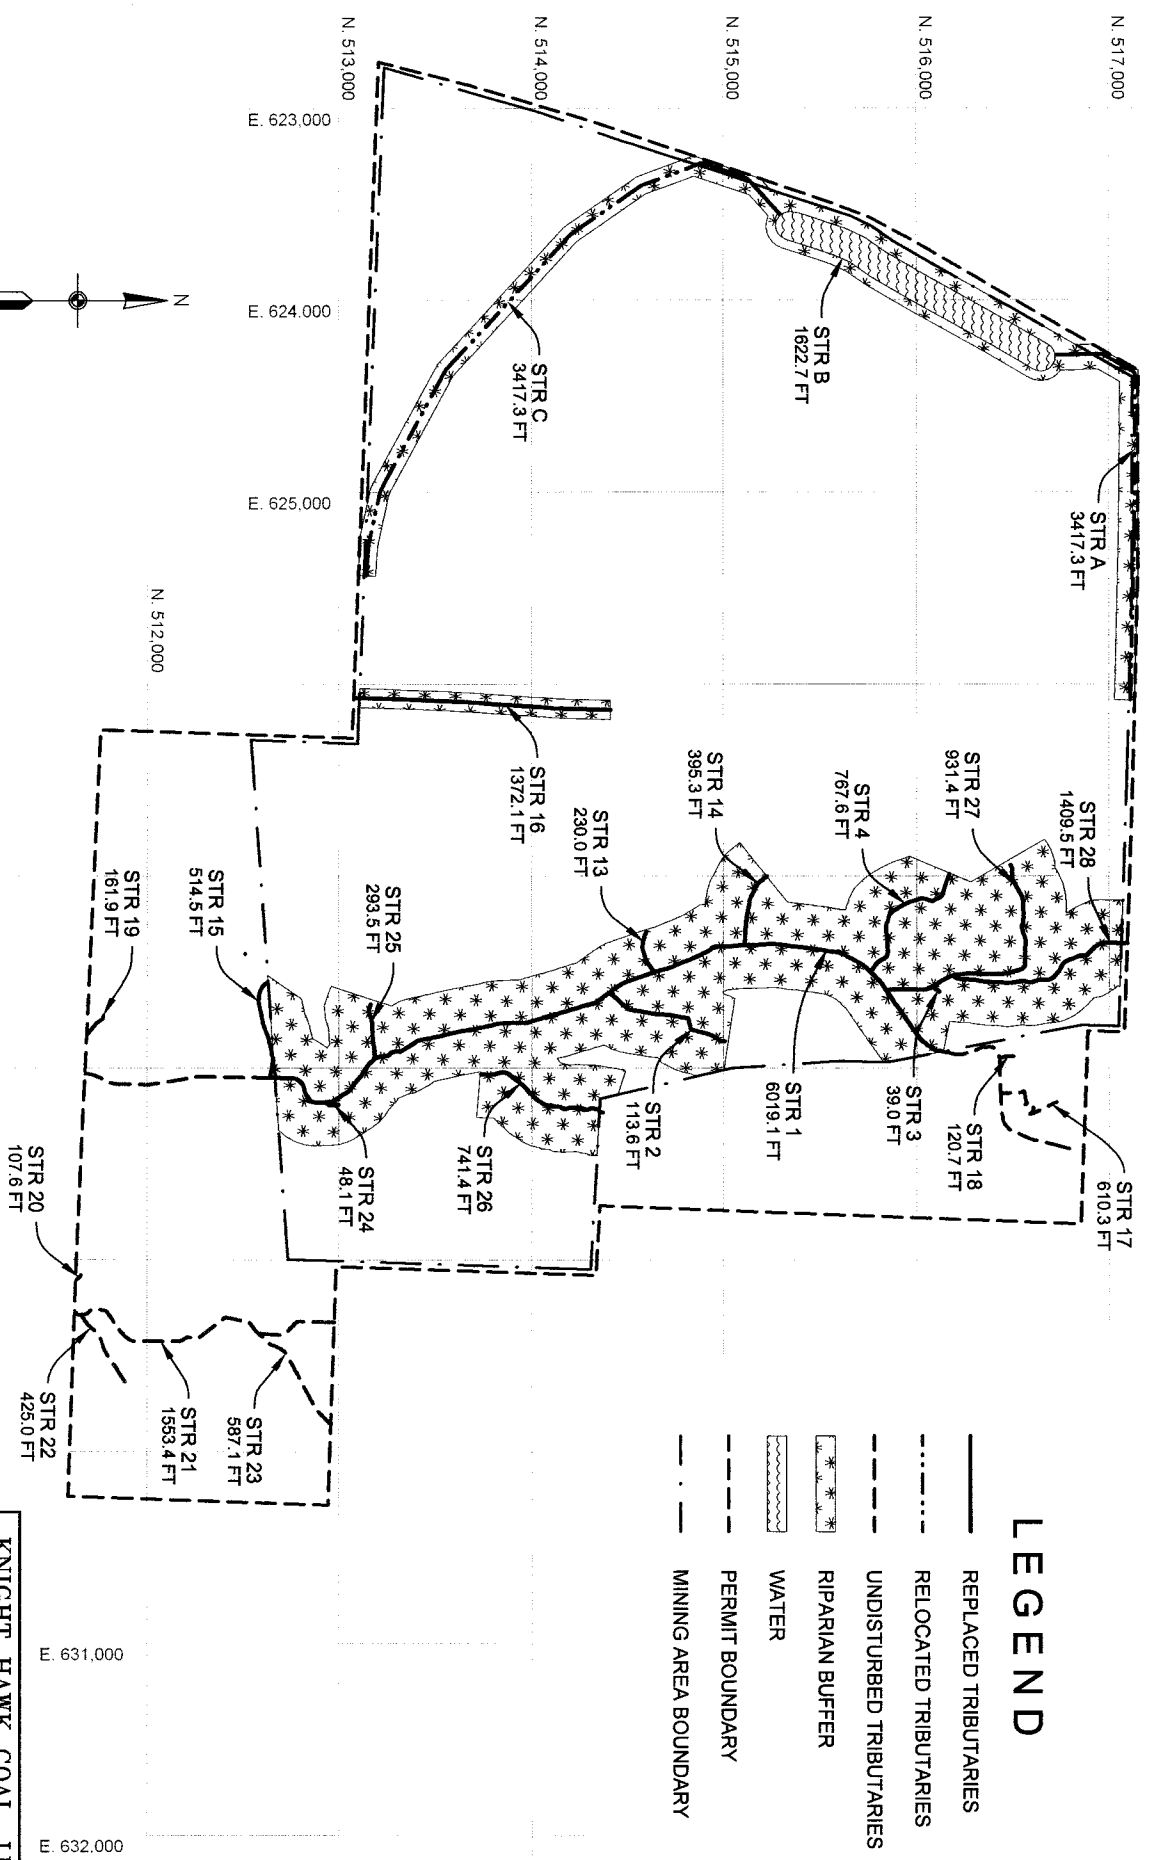 N. 513,000
N. 514,000
N. 515,000
N. 516,000
N. 517,000
E. 623,000
E. 624,000
E. 625,000
N. 512,000
N
STR A
3417.3 FT
STR B
1622.7 FT
STR C
3417.3 FT
STR 16
1372.1 FT
STR 13
230.0 FT
STR 14
395.3 FT
STR 4
767.6 FT
STR 27
931.4 FT
STR 28
1409.5 FT
STR 19
161.9 FT
STR 15
514.5 FT
STR 25
293.5 FT
STR 17
610.3 FT
STR 18
120.7 FT
STR 3
39.0 FT
STR 1
6019.1 FT
STR 2
113.6 FT
STR 26
741.4 FT
STR 24
48.1 FT
STR 20
107.6 FT
STR 23
587.1 FT
STR 21
1553.4 FT
STR 22
425.0 FT
LEGEND
REPLACED TRIBUTARIES
RELOCATED TRIBUTARIES
UNDISTURBED TRIBUTARIES
RIPARIAN BUFFER
WATER
PERMIT BOUNDARY
MINING AREA BOUNDARY
E. 631,000
E. 632,000
KNIGHT HAWK COAL